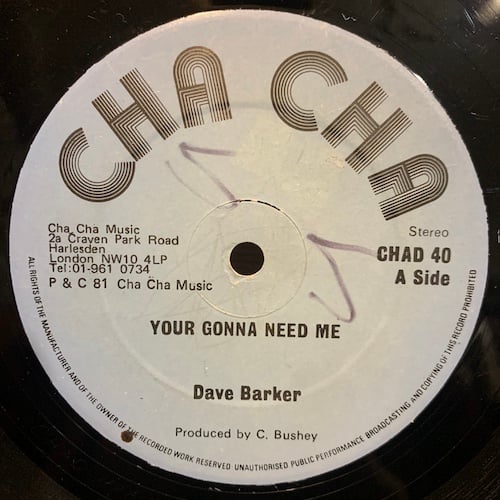 CHA CHA
Cha Cha Music
2a Craven Park Road
Harlesden
London NW10 4LP
Tel:01-961 0734
P & C 81 Cha Cha Music
Stereo
CHAD 40
A Side
YOUR GONNA NEED ME
Dave Barker
Produced by C. Bushey
ALL RIGHTS OF THE MANUFACTURER AND OF THE OWNER OF THE RECORDED WORK RESERVED·UNAUTHORISED PUBLIC PERFORMANCE BROADCASTING AND COPYING OF THIS RECORD PROHIBITED